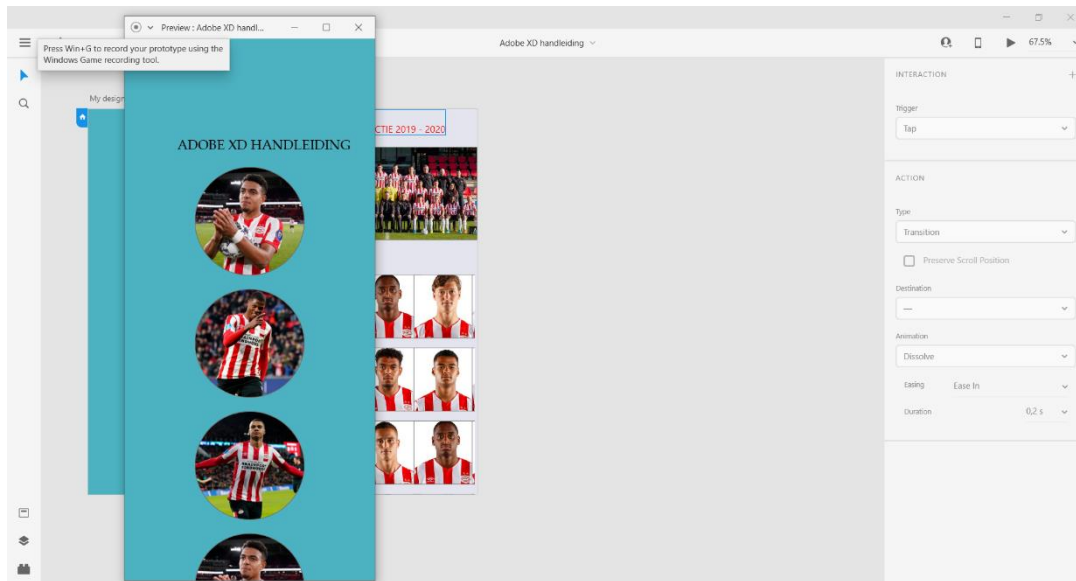 Preview : Adobe XD handl...
Press Win+G to record your prototype using the
Windows Game recording tool.
Adobe XD handleiding
67.5%
My design
CTIE 2019 - 2020
ADOBE XD HANDLEIDING
INTERACTION
Trigger
Tap
ACTION
Type
Transition
Preserve Scroll Position
Destination
—
Animation
Dissolve
Easing
Ease In
Duration
0,2 s